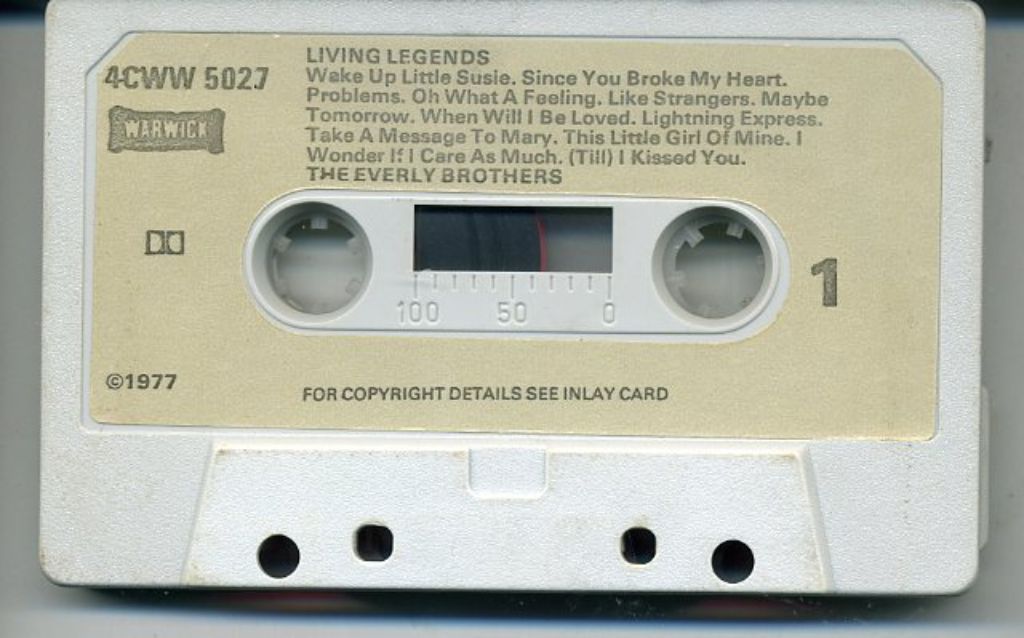 LIVING LEGENDS
4CWW 5027
Wake Up Little Susie. Since You Broke My Heart.
Problems. Oh What A Feeling. Like Strangers. Maybe
Tomorrow. When Will I Be Loved. Lightning Express.
WARWICK
Take A Message To Mary. This Little Girl Of Mine. I
Wonder If I Care As Much. (Till) I Kissed You.
THE EVERLY BROTHERS
1
100 50 0
©1977
FOR COPYRIGHT DETAILS SEE INLAY CARD